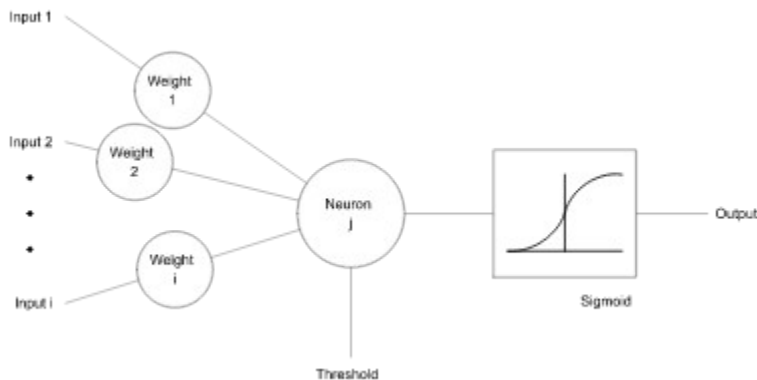 Input 1
Weight
1
Input 2
Weight
2
Neuron
j
Output
Weight
i
Input i
Sigmoid
Threshold